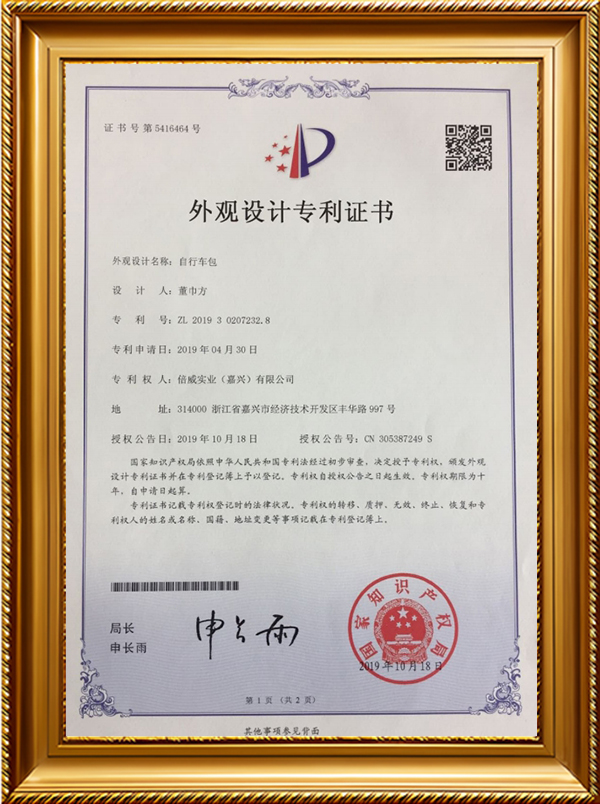 证书号第5416464号
外观设计专利证书
外观设计名称：自行车包
设计人：董巾方
专利号：ZL 2019 3 0207232.8
专利申请日：2019年04月30日
专利权人：倍威实业（嘉兴）有限公司
地址：314000 浙江省嘉兴市经济技术开发区丰华路997号
授权公告日：2019年10月18日 授权公告号：CN 305387249 S
国家知识产权局依照中华人民共和国专利法经过初步审查，决定授予专利权，颁发外观
设计专利证书并在专利登记簿上予以登记。专利权自授权公告之日起生效。专利权期限为十
年，自申请日起算。
专利证书记载专利权登记时的法律状况。专利权的转移、质押、无效、终止、恢复和专
利权人的姓名或名称、国籍、地址变更等事项记载在专利登记簿上。
局长
申长雨
申长雨
国家知识产权局
2019年10月18日
第1页（共2页）
其他事项参见背面